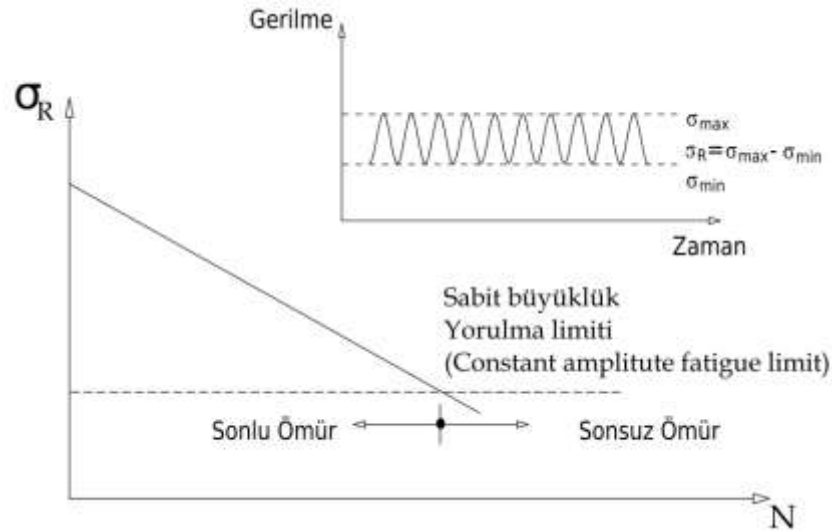 Gerilme
σmax
σR=σmax- σmin
σmin
Zaman
σR
Sabit büyüklük
Yorulma limiti
(Constant amplitute fatigue limit)
Sonlu Ömür
Sonsuz Ömür
N